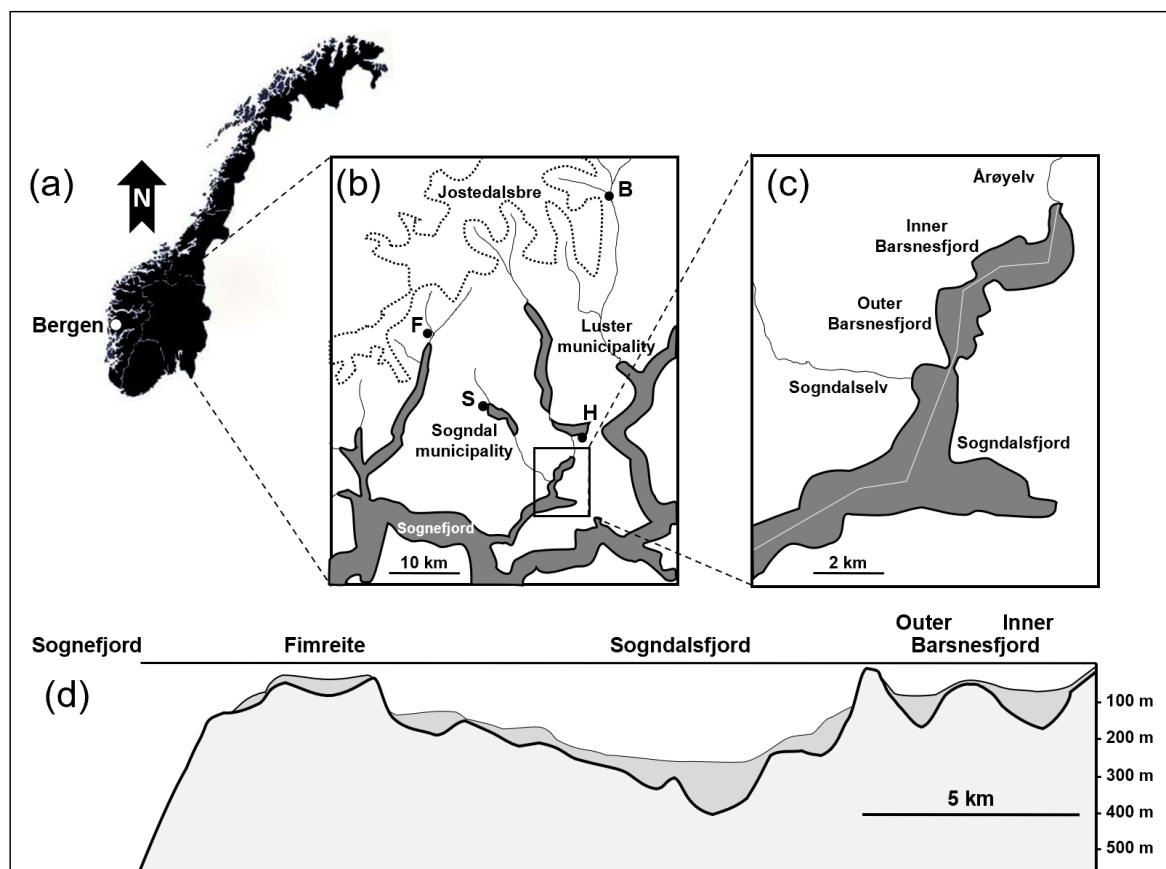 (a)
N
Bergen
(b)
Jostedalsbre
B
F
Luster
municipality
S
H
Sogndal
municipality
Sognefjord
10 km
(c)
Årøyelv
Inner
Barsnesfjord
Outer
Barsnesfjord
Sogndalselv
Sogndalsfjord
2 km
Sognefjord
Fimreite
Sogndalsfjord
Outer
Inner
Barsnesfjord
(d)
100 m
200 m
300 m
5 km
400 m
500 m